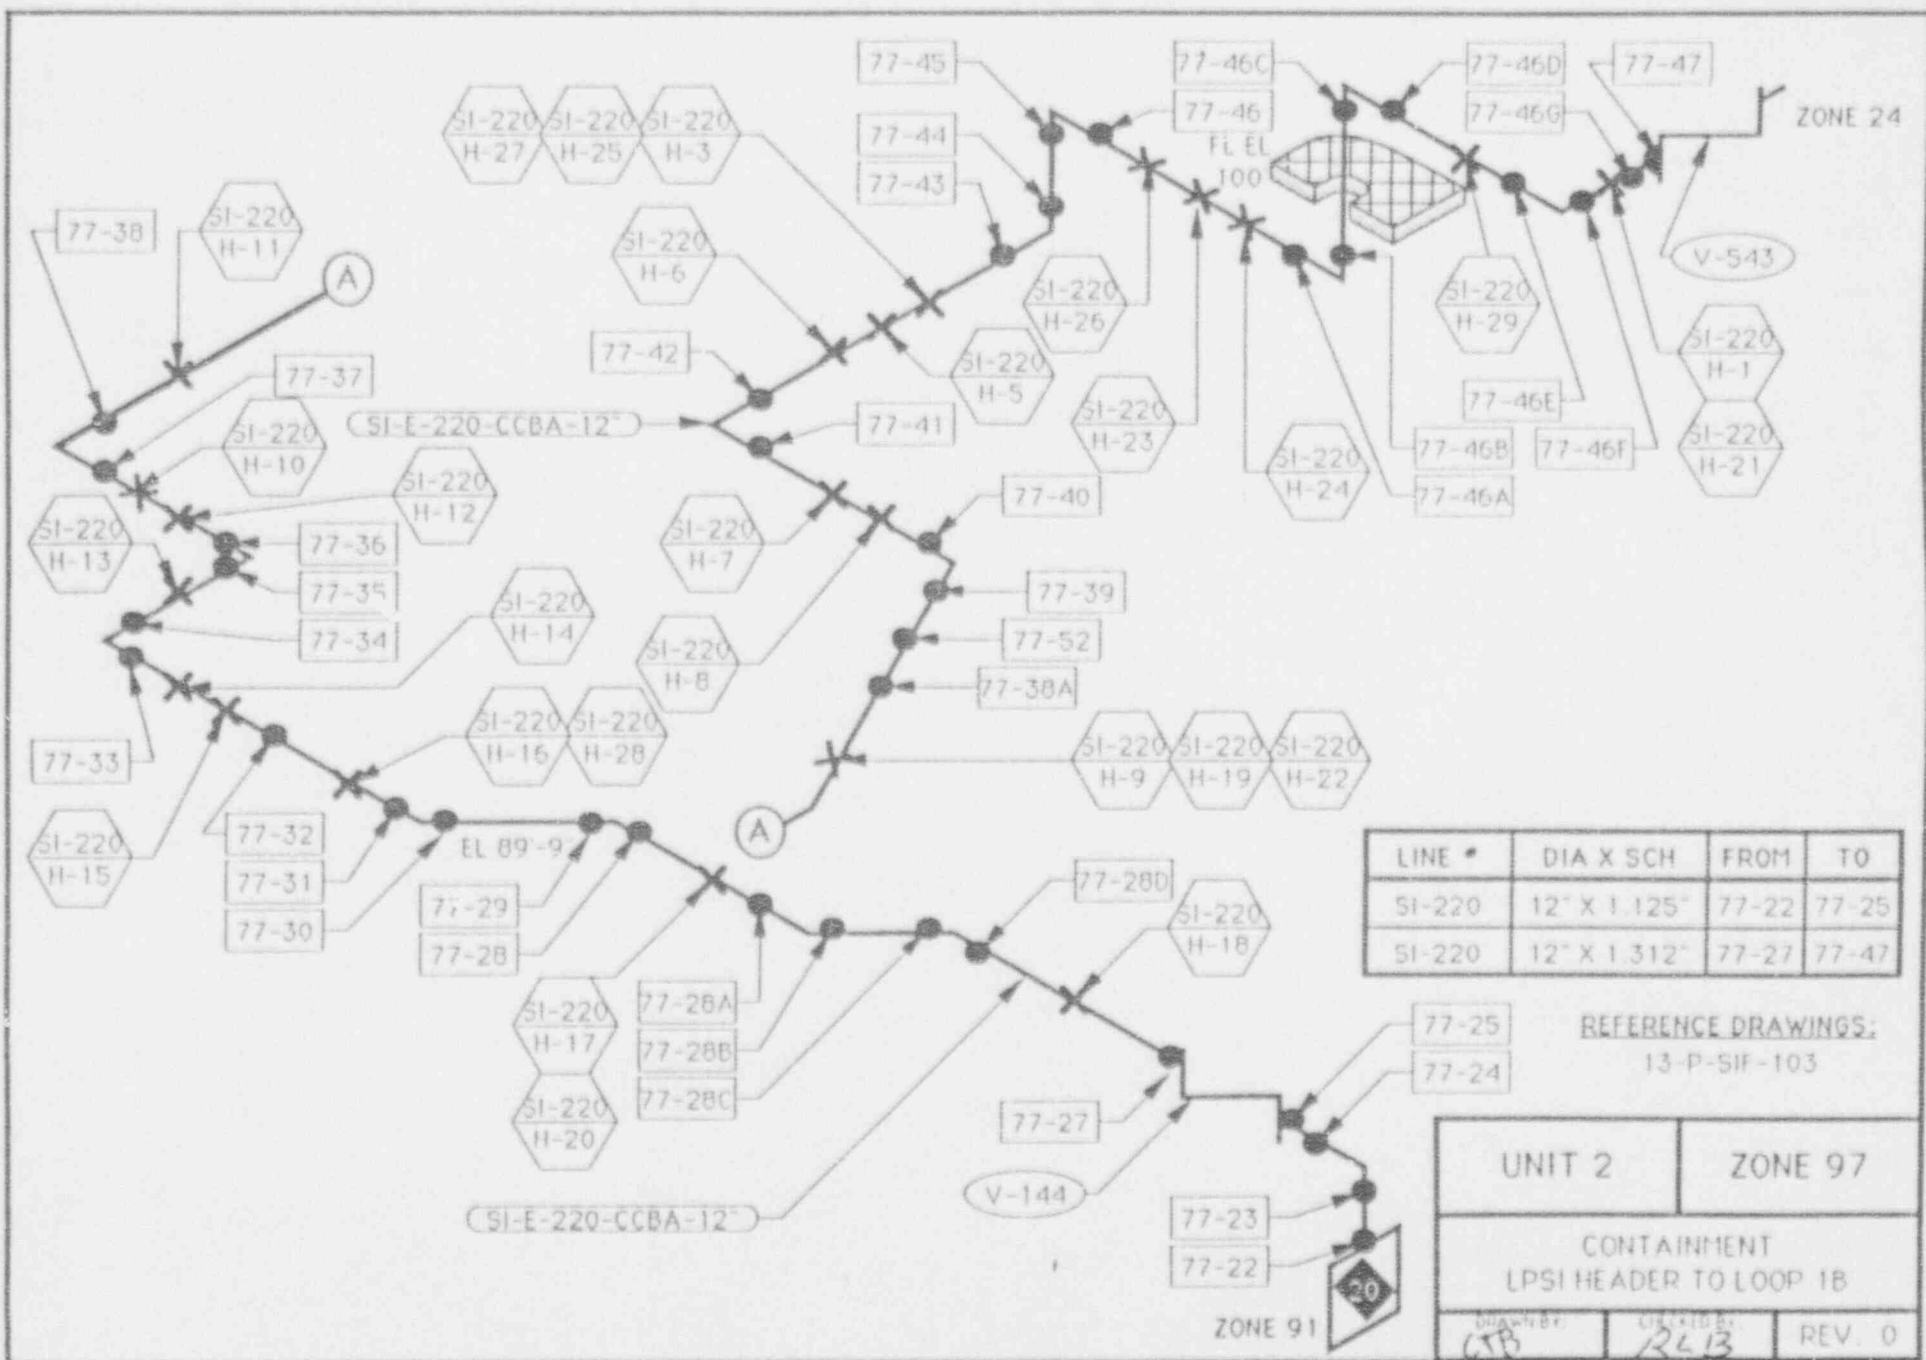 77-45
77-46C
77-46D
77-47
SI-220 H-27
SI-220 H-25
SI-220 H-3
77-44
77-46
77-46G
ZONE 24
FL EL
100
77-43
77-38
SI-220 H-11
A
SI-220 H-6
V-543
SI-220 H-26
SI-220 H-29
SI-220 H-1
77-42
SI-220 H-5
77-37
77-46E
SI-E-220-CCBA-12"
77-41
SI-220 H-23
SI-220 H-10
77-46B
77-46F
SI-220 H-21
SI-220 H-24
77-46A
SI-220 H-12
77-40
SI-220 H-13
77-36
SI-220 H-7
77-35
77-39
SI-220 H-14
77-34
77-52
SI-220 H-8
77-38A
SI-220 H-16
SI-220 H-28
77-33
SI-220 H-9
SI-220 H-19
SI-220 H-22
A
77-32
EL 89'-9"
SI-220 H-15
77-31
77-29
77-30
77-28
77-28D
SI-220 H-18
LINE # DIA X SCH FROM TO
SI-220 12" X 1.125" 77-22 77-25
SI-220 12" X 1.312" 77-27 77-47
SI-220 H-17
77-28A
77-28B
77-28C
SI-220 H-20
77-25
77-24
REFERENCE DRAWINGS:
13-P-SIF-103
77-27
V-144
SI-E-220-CCBA-12"
77-23
77-22
20
ZONE 91
UNIT 2 ZONE 97
CONTAINMENT
LPSI HEADER TO LOOP 1B
DRAWN BY: CHECKED BY: REV. 0